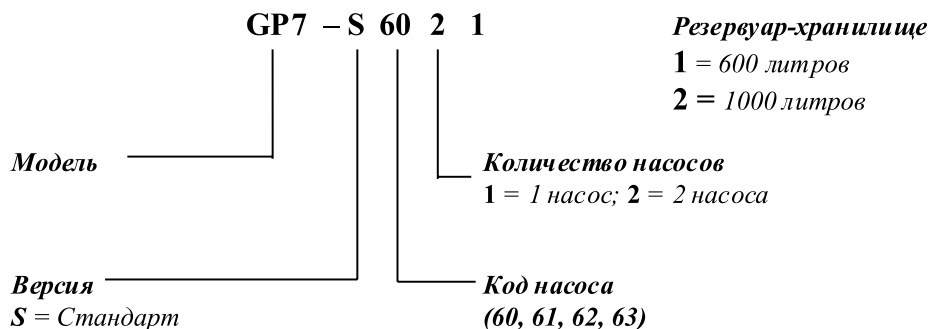 GP7 – S 60 2 1
Резервуар-хранилище
1 = 600 литров
2 = 1000 литров
Модель
Количество насосов
1 = 1 насос; 2 = 2 насоса
Версия
S = Стандарт
Код насоса
(60, 61, 62, 63)